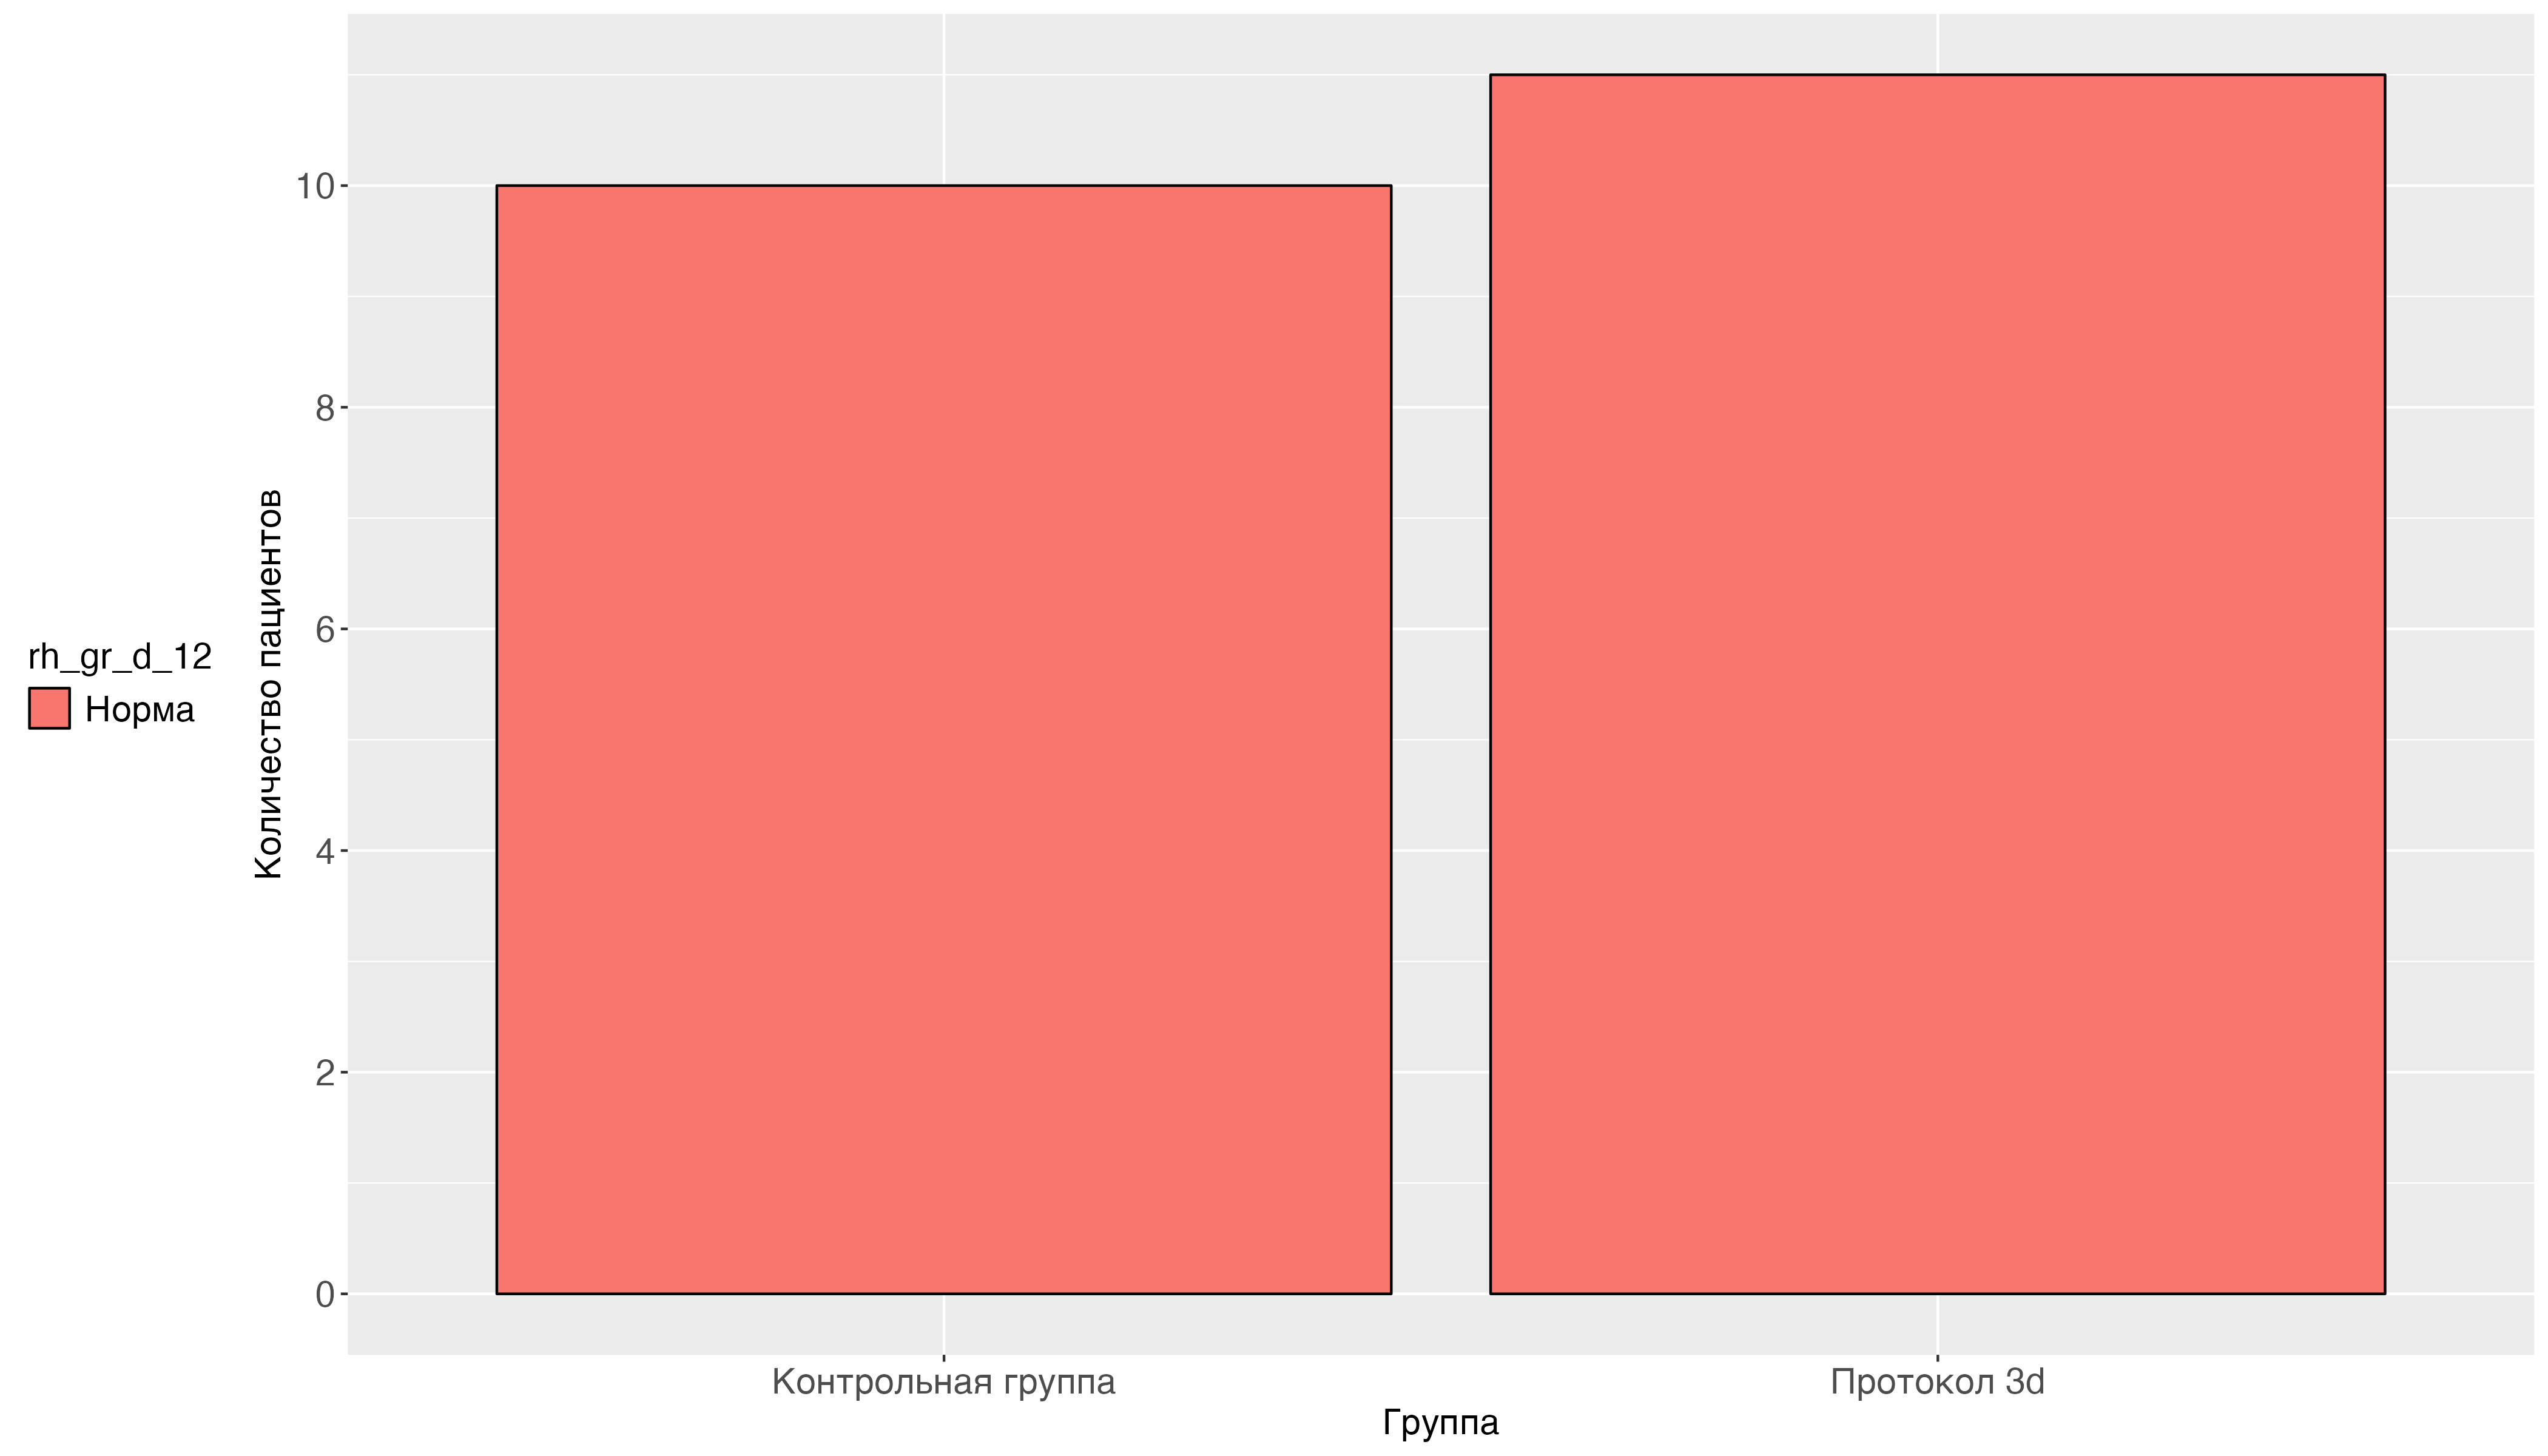 rh_gr_d_12
Норма
Количество пациентов
10
8
6
4
2
0
Контрольная группа
Протокол 3d
Группа